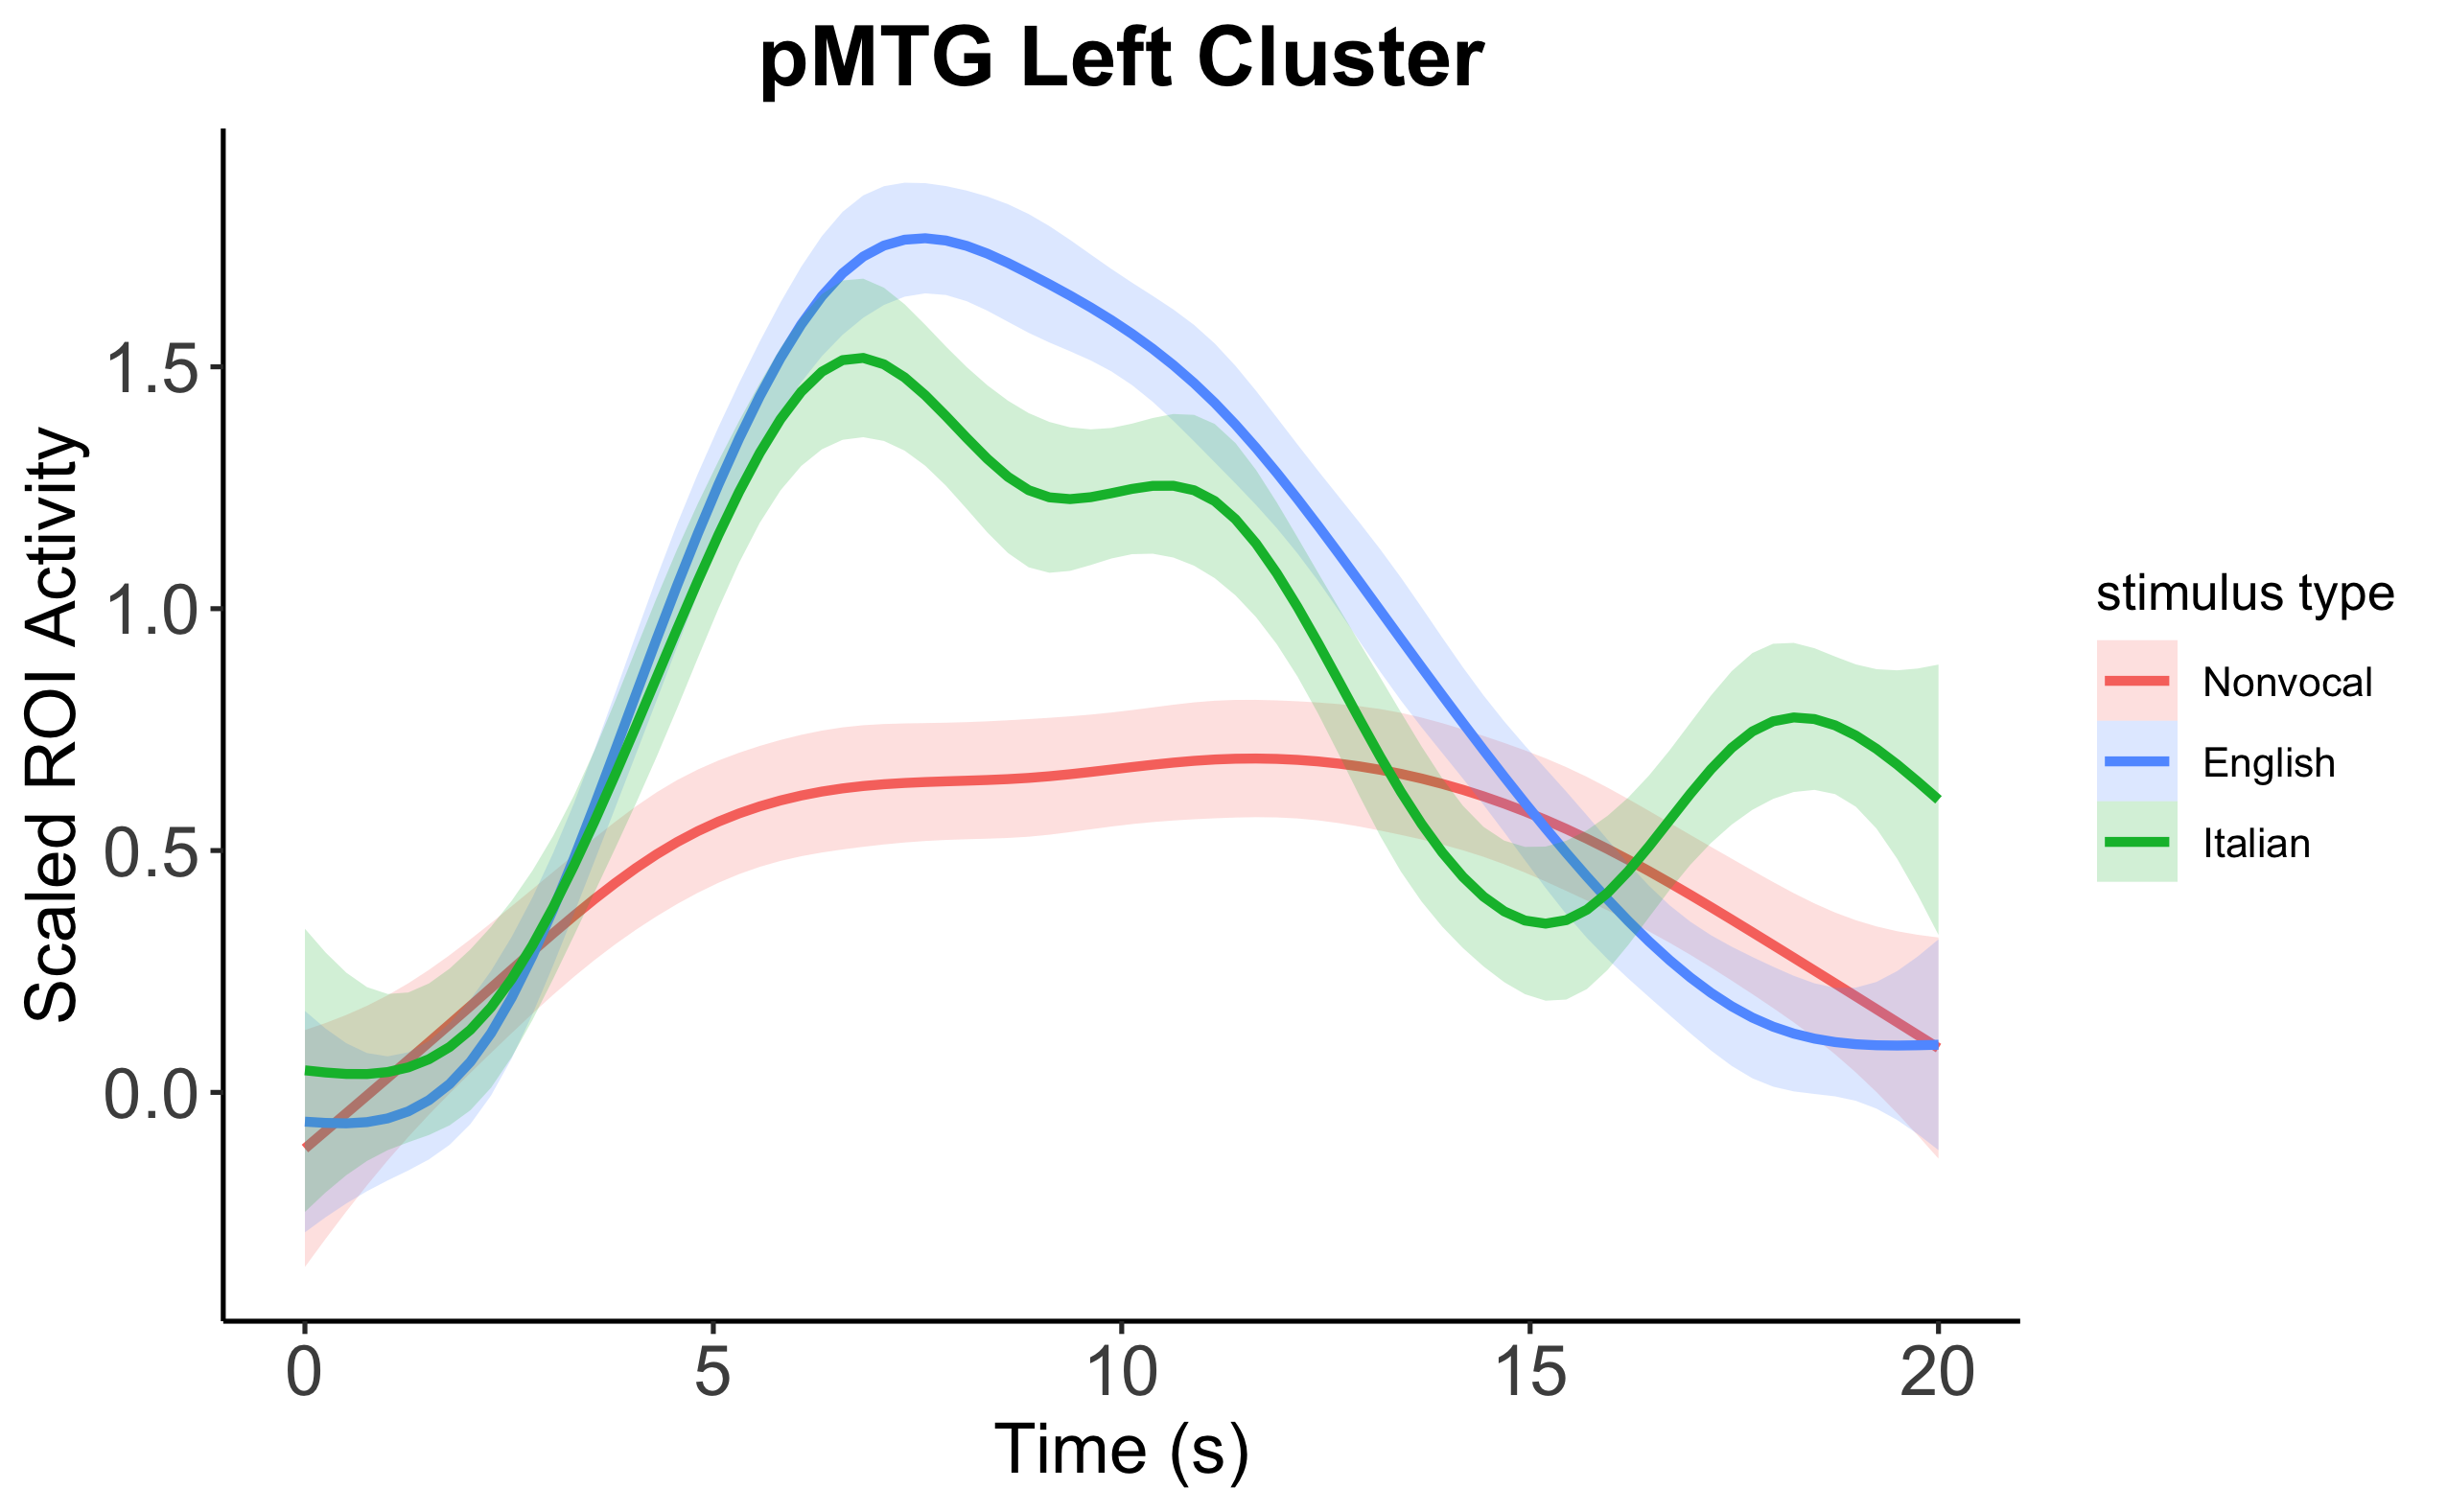 pMTG Left Cluster
Scaled ROI Activity
1.5
1.0
0.5
0.0
0 5 10 15 20
Time (s)
stimulus type
Nonvocal
English
Italian